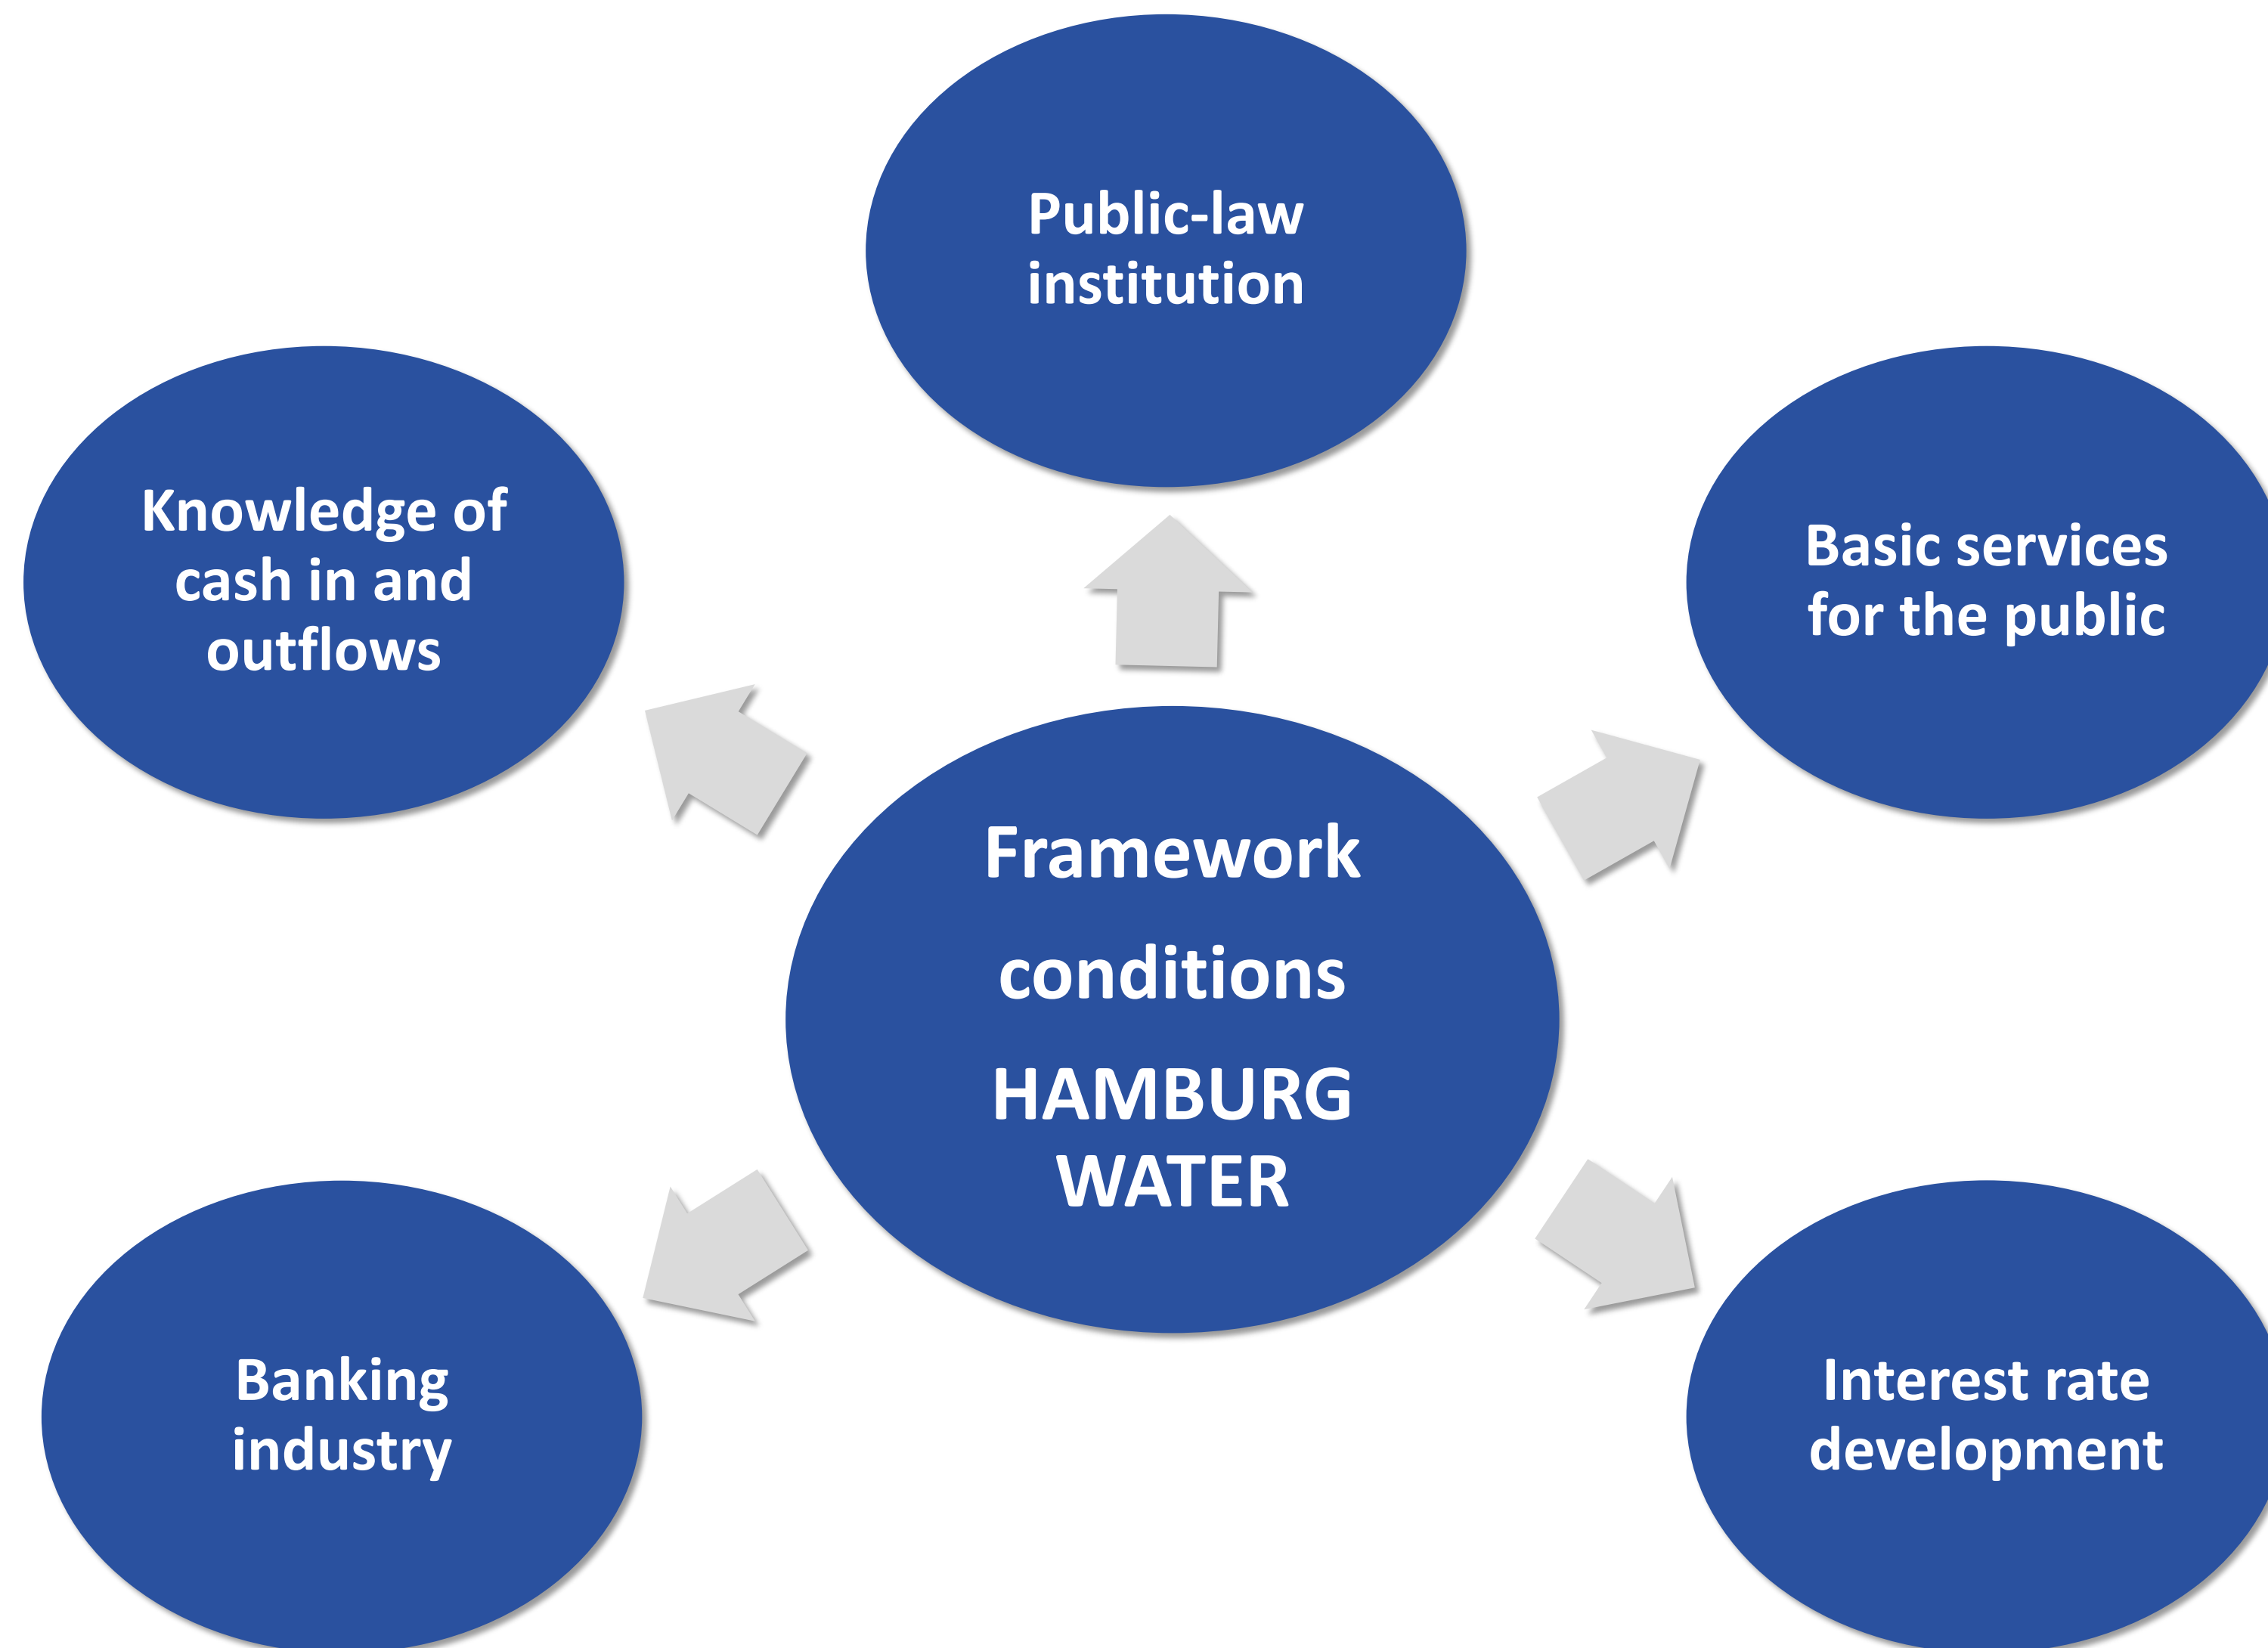 Public-law
institution
Knowledge of
cash in and
outflows
Basic services
for the public
Framework
conditions
HAMBURG
WATER
Banking
industry
Interest rate
development